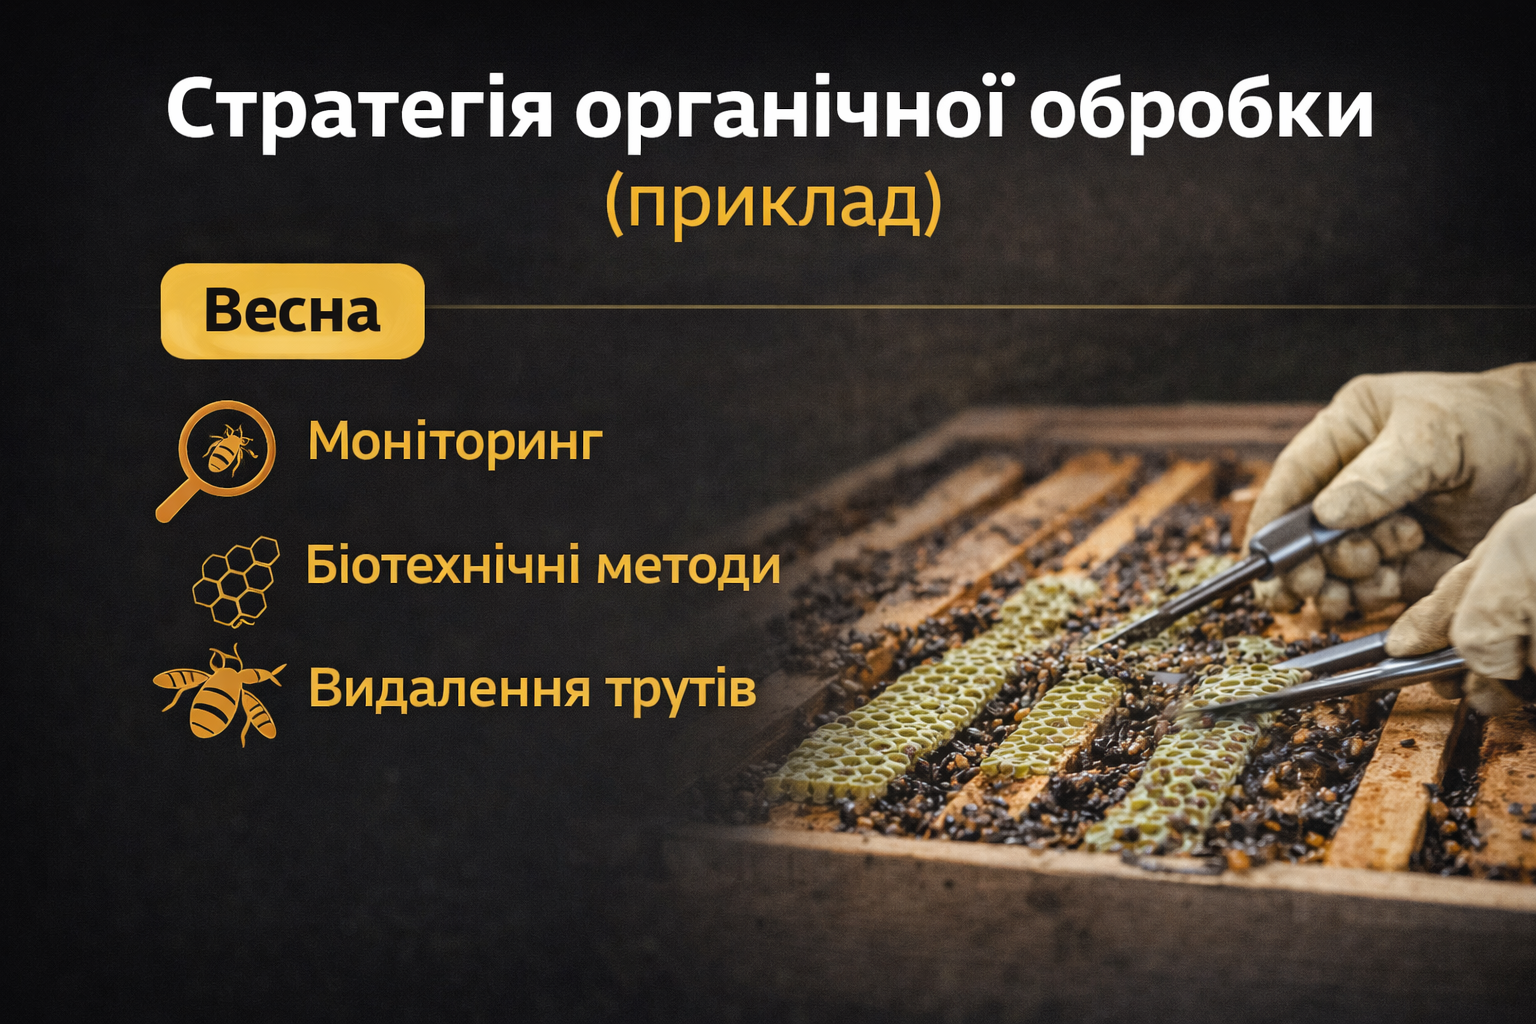 Стратегія органічної обробки
(приклад)
Весна
Моніторинг
Біотехнічні методи
Видалення трутів